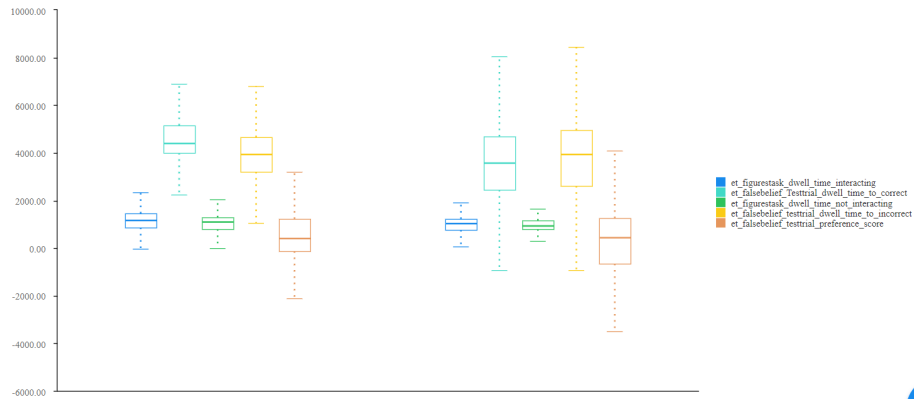 10000.00
8000.00
6000.00
4000.00
2000.00
0.00
-2000.00
-4000.00
-6000.00
et_figurestask_dwell_time_interacting
et_falsebelief_Testtrial_dwell_time_to_correct
et_figurestask_dwell_time_not_interacting
et_falsebelief_testtrial_dwell_time_to_incorrect
et_falsebelief_testtrial_preference_score